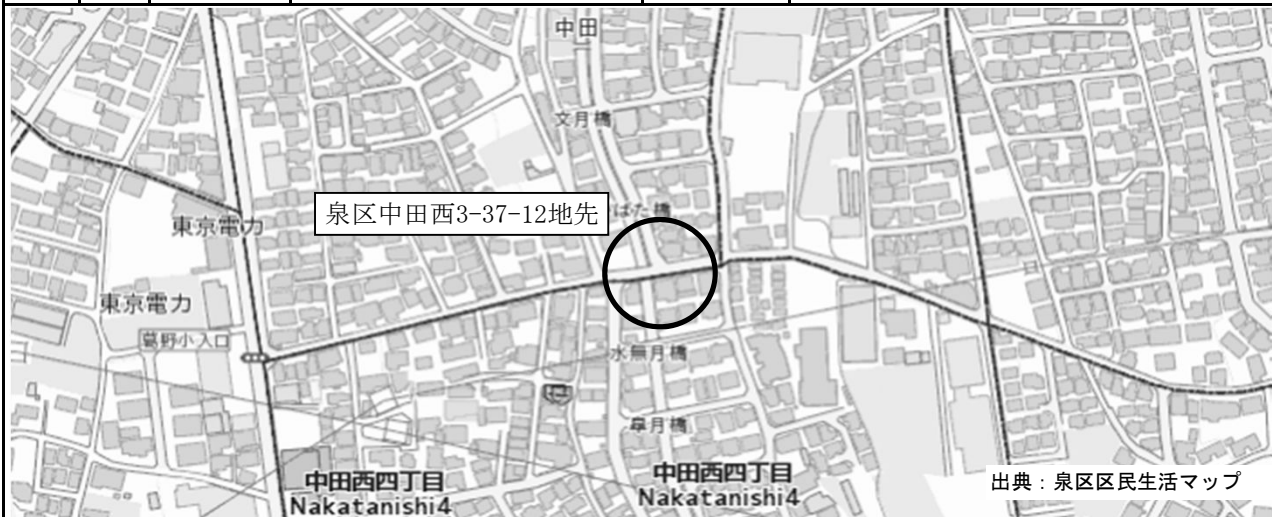 中田
文月橋
ばた橋
泉区中田西3-37-12地先
東京電力
東京電力
葛野小入口
水無月橋
皐月橋
中田西四丁目
Nakatanishi4
中田西四丁目
Nakatanishi4
出典：泉区区民生活マップ